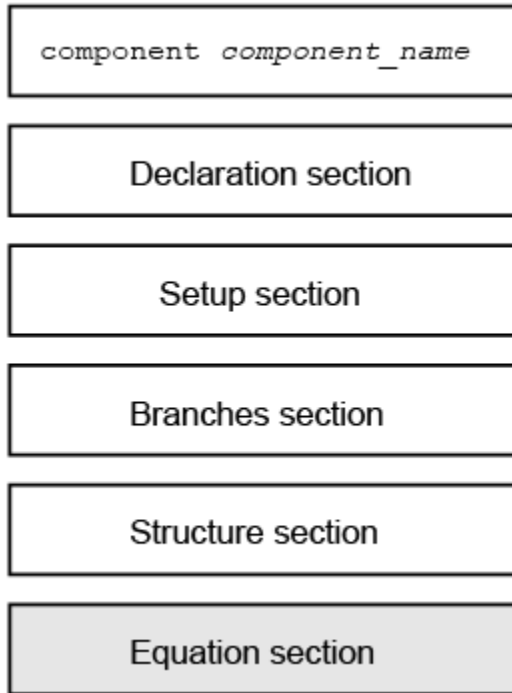 component component_name
Declaration section
Setup section
Branches section
Structure section
Equation section